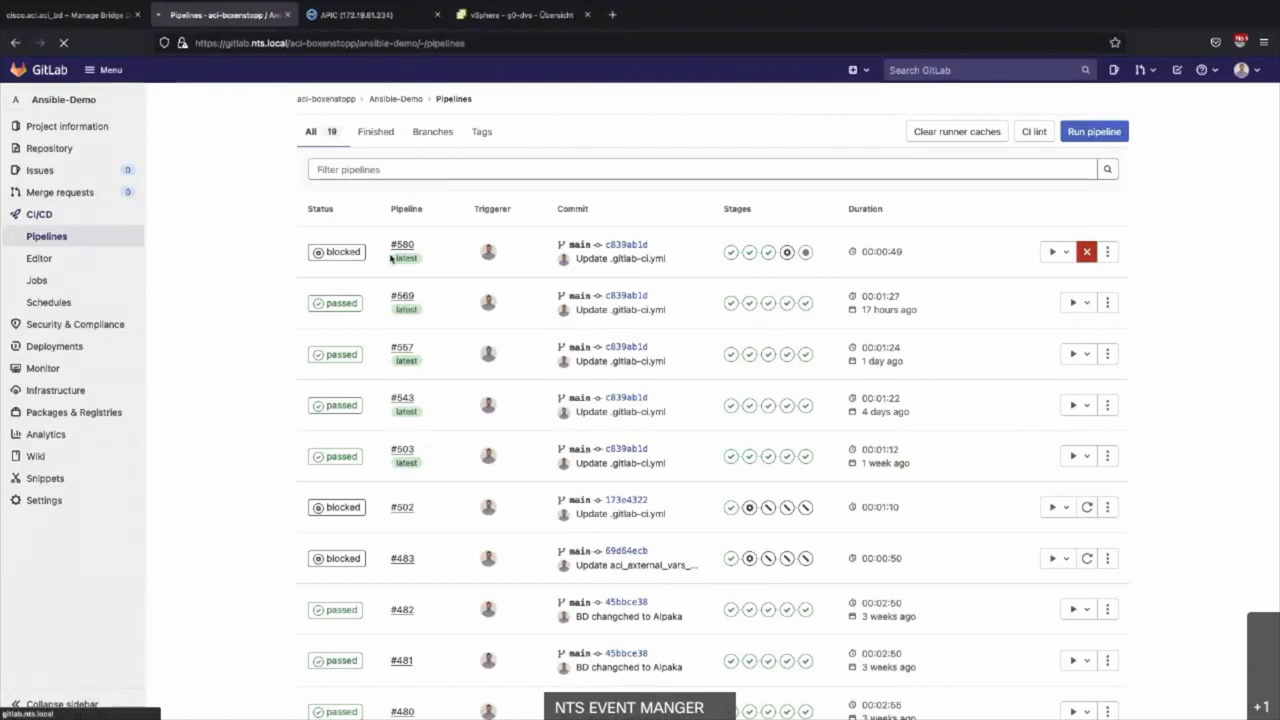 cisco.aci.aci_bd – Manage Bridge D
Pipelines · aci-boxenstopp / An
APIC (172.19.61.234)
vSphere - g0-dvs - Übersicht
https://gitlab.nts.local/aci-boxenstopp/ansible-demo/-/pipelines
GitLab
Menu
Search GitLab
A Ansible-Demo
aci-boxenstopp › Ansible-Demo › Pipelines
Project information
All 19 Finished Branches Tags
Clear runner caches CI lint Run pipeline
Repository
Issues 0
Filter pipelines
Merge requests 0
CI/CD
Status Pipeline Triggerer Commit Stages Duration
Pipelines
Editor
Jobs
Schedules
Security & Compliance
Deployments
Monitor
Infrastructure
Packages & Registries
Analytics
Wiki
Snippets
Settings
blocked #580 main c839ab1d 00:00:49
latest Update .gitlab-ci.yml
passed #569 main c839ab1d 00:01:27
latest Update .gitlab-ci.yml 17 hours ago
passed #557 main c839ab1d 00:01:24
latest Update .gitlab-ci.yml 1 day ago
passed #543 main c839ab1d 00:01:22
latest Update .gitlab-ci.yml 4 days ago
passed #503 main c839ab1d 00:01:12
latest Update .gitlab-ci.yml 1 week ago
blocked #502 main 173e4322 00:01:10
Update .gitlab-ci.yml
blocked #483 main 69d64ecb 00:00:50
Update aci_external_vars_...
passed #482 main 45bbce38 00:02:50
BD changched to Alpaka 3 weeks ago
passed #481 main 45bbce38 00:02:50
BD changched to Alpaka 3 weeks ago
passed #480 00:02:55
Collapse sidebar
gitlab.nts.local
NTS EVENT MANGER
+1